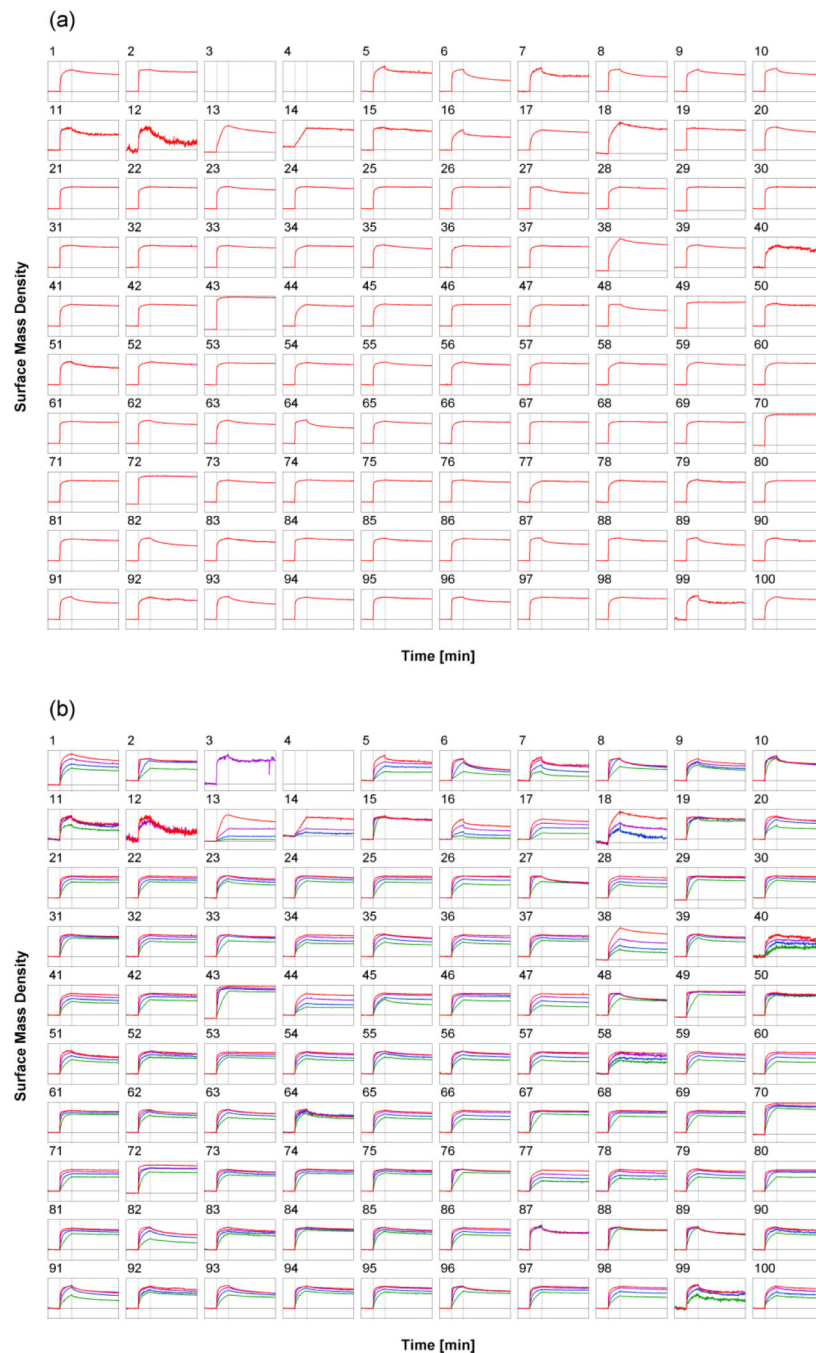 (a)
1 2 3 4 5 6 7 8 9 10
11 12 13 14 15 16 17 18 19 20
21 22 23 24 25 26 27 28 29 30
31 32 33 34 35 36 37 38 39 40
41 42 43 44 45 46 47 48 49 50
51 52 53 54 55 56 57 58 59 60
61 62 63 64 65 66 67 68 69 70
71 72 73 74 75 76 77 78 79 80
81 82 83 84 85 86 87 88 89 90
91 92 93 94 95 96 97 98 99 100
Surface Mass Density
Time [min]
(b)
1 2 3 4 5 6 7 8 9 10
11 12 13 14 15 16 17 18 19 20
21 22 23 24 25 26 27 28 29 30
31 32 33 34 35 36 37 38 39 40
41 42 43 44 45 46 47 48 49 50
51 52 53 54 55 56 57 58 59 60
61 62 63 64 65 66 67 68 69 70
71 72 73 74 75 76 77 78 79 80
81 82 83 84 85 86 87 88 89 90
91 92 93 94 95 96 97 98 99 100
Surface Mass Density
Time [min]